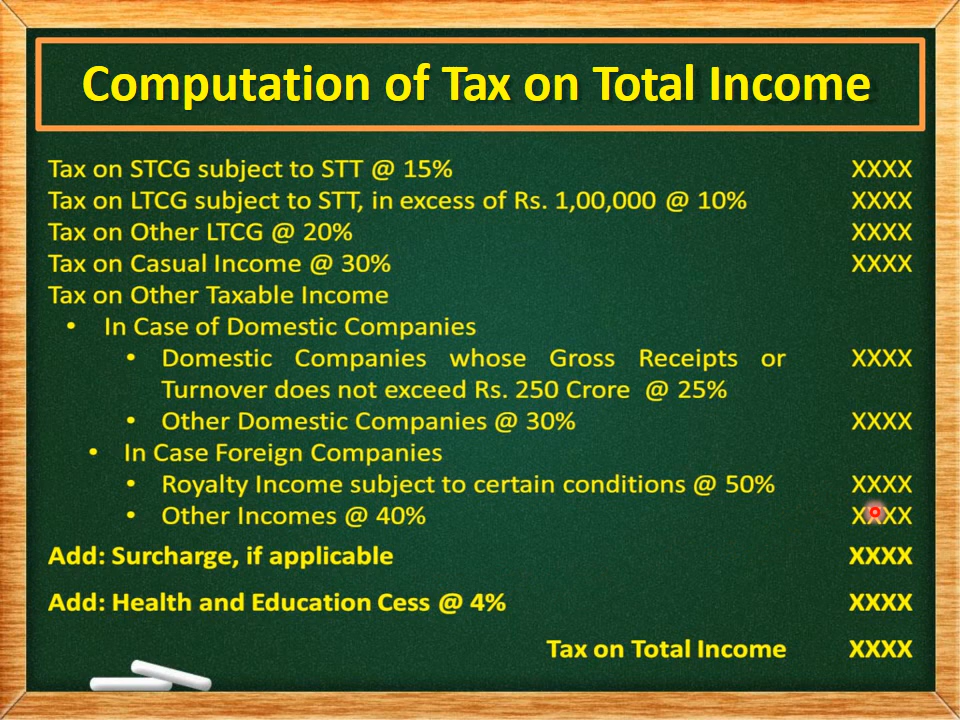 Computation of Tax on Total Income
Tax on STCG subject to STT @ 15% XXXX
Tax on LTCG subject to STT, in excess of Rs. 1,00,000 @ 10% XXXX
Tax on Other LTCG @ 20% XXXX
Tax on Casual Income @ 30% XXXX
Tax on Other Taxable Income
• In Case of Domestic Companies
• Domestic Companies whose Gross Receipts or XXXX
Turnover does not exceed Rs. 250 Crore @ 25%
• Other Domestic Companies @ 30% XXXX
• In Case Foreign Companies
• Royalty Income subject to certain conditions @ 50% XXXX
• Other Incomes @ 40% XXXX
Add: Surcharge, if applicable XXXX
Add: Health and Education Cess @ 4% XXXX
Tax on Total Income XXXX